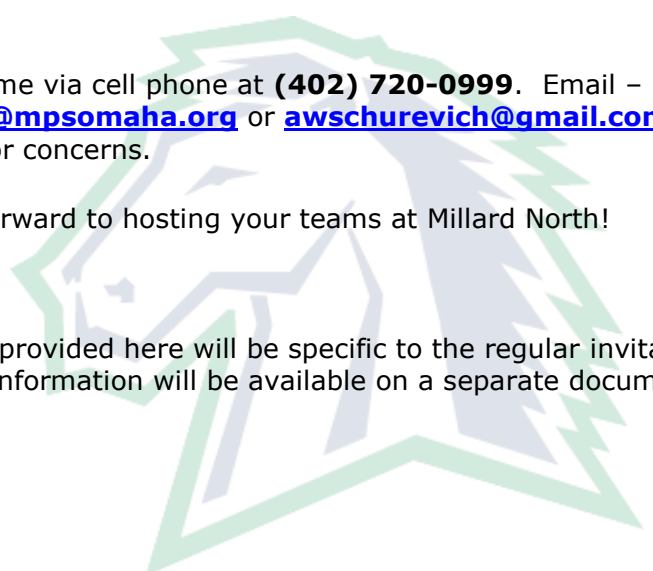 me via cell phone at (402) 720-0999. Email –
@mpsomaha.org or awschurevich@gmail.com
or concerns.
rward to hosting your teams at Millard North!
provided here will be specific to the regular invita
nformation will be available on a separate docum